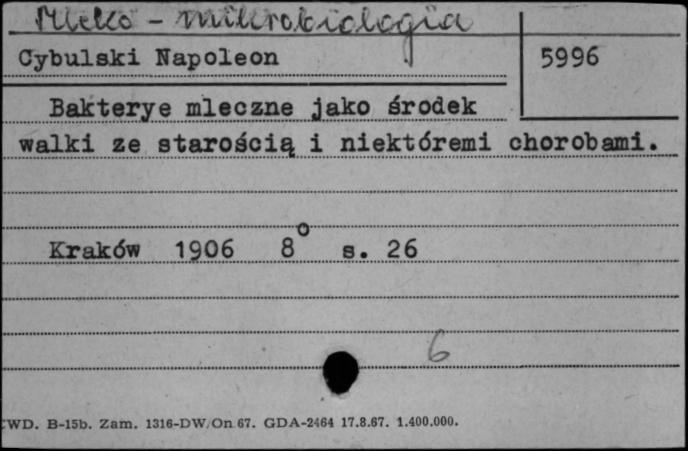 Mleko - mikrobiologia
Cybulski Napoleon
5996
Bakterye mleczne jako środek
walki ze starością i niektóremi chorobami.
Kraków 1906 8° s. 26
6
CWD. B-15b. Zam. 1316-DW/On 67. GDA-2464 17.8.67. 1.400.000.